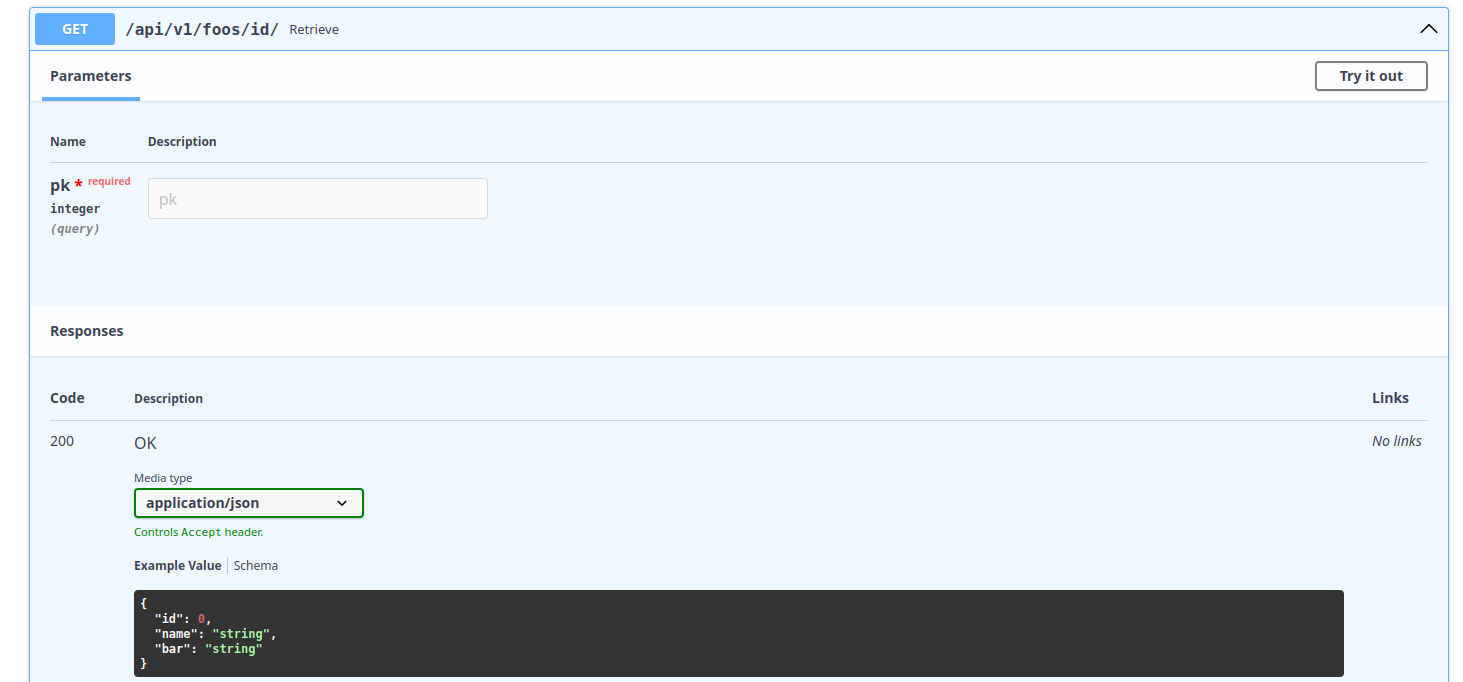 GET /api/v1/foos/id/ Retrieve
Parameters
Try it out
Name Description
pk * required
integer
(query)
pk
Responses
Code Description Links
200 OK No links
Media type
application/json
Controls Accept header.
Example Value Schema
{
  "id": 0,
  "name": "string",
  "bar": "string"
}